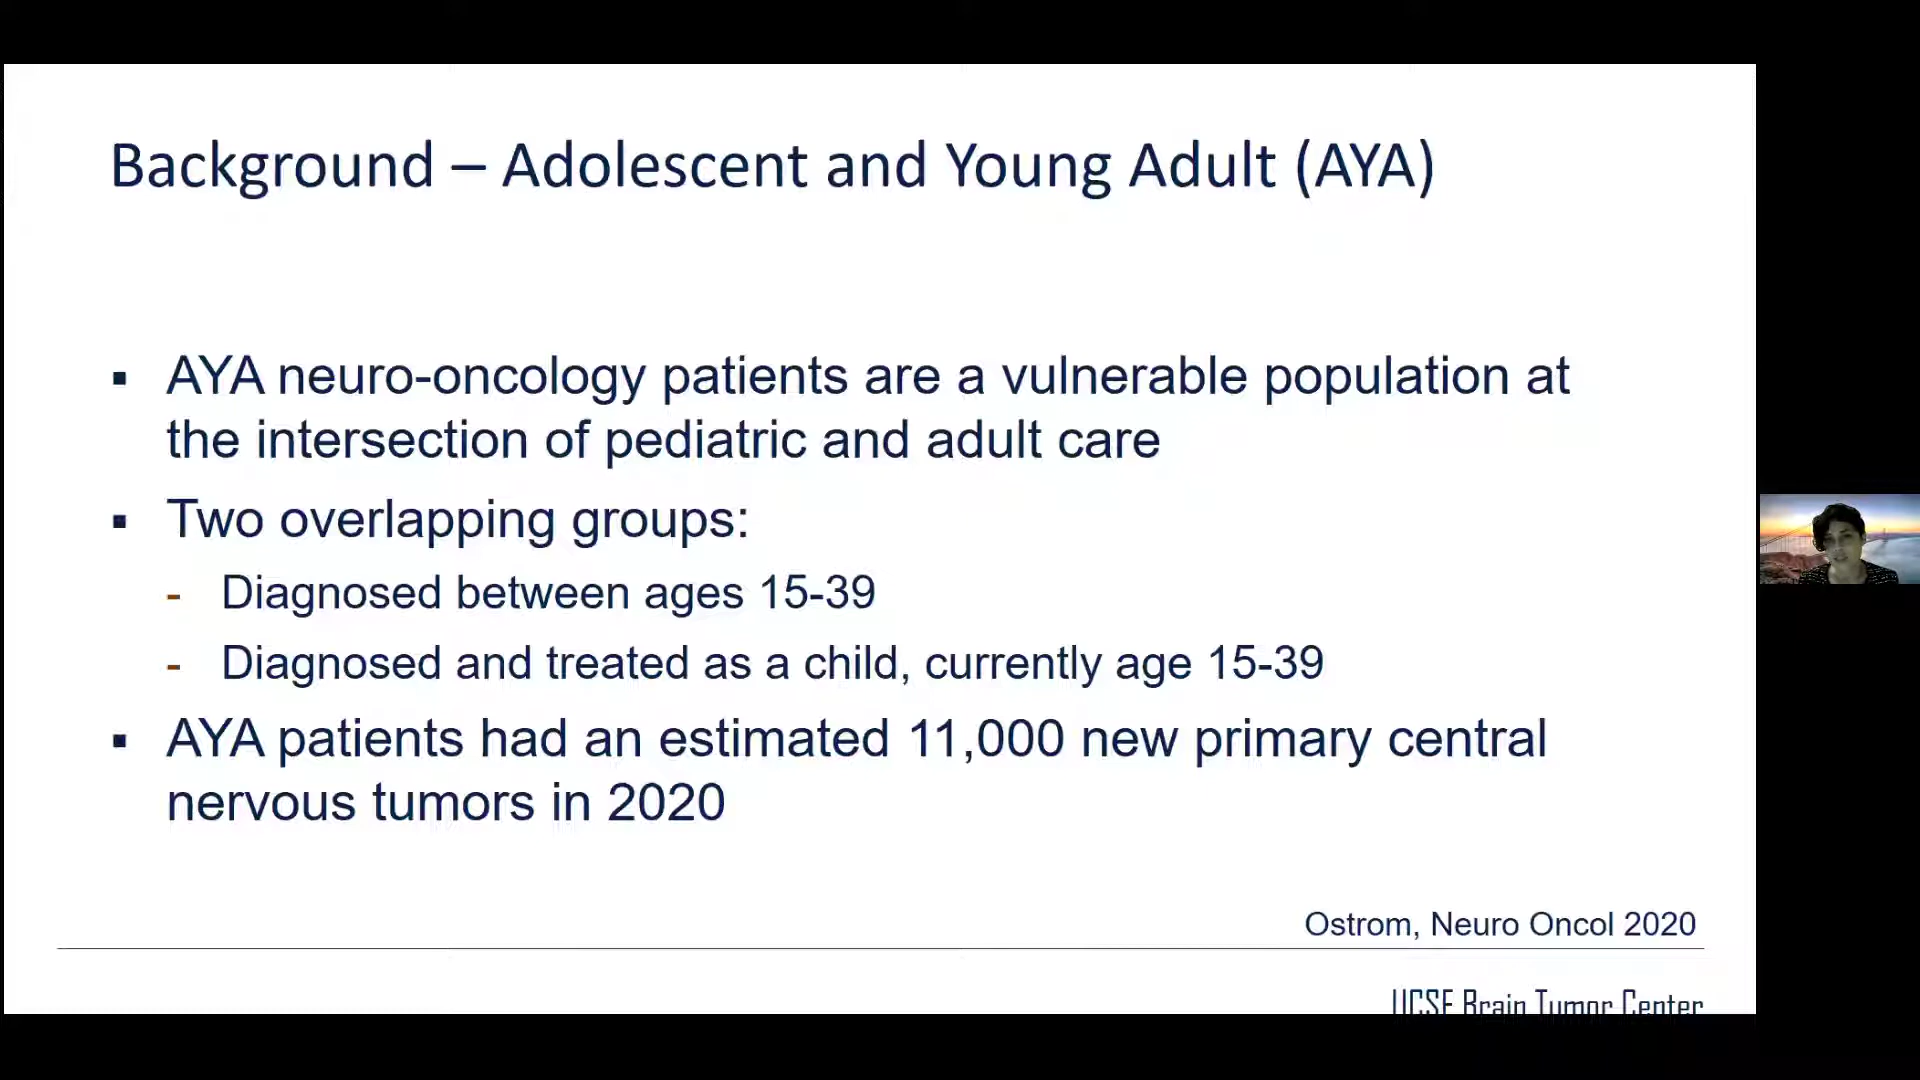 Background – Adolescent and Young Adult (AYA)
▪ AYA neuro-oncology patients are a vulnerable population at
the intersection of pediatric and adult care
▪ Two overlapping groups:
- Diagnosed between ages 15-39
- Diagnosed and treated as a child, currently age 15-39
▪ AYA patients had an estimated 11,000 new primary central
nervous tumors in 2020
Ostrom, Neuro Oncol 2020
UCSF Brain Tumor Center